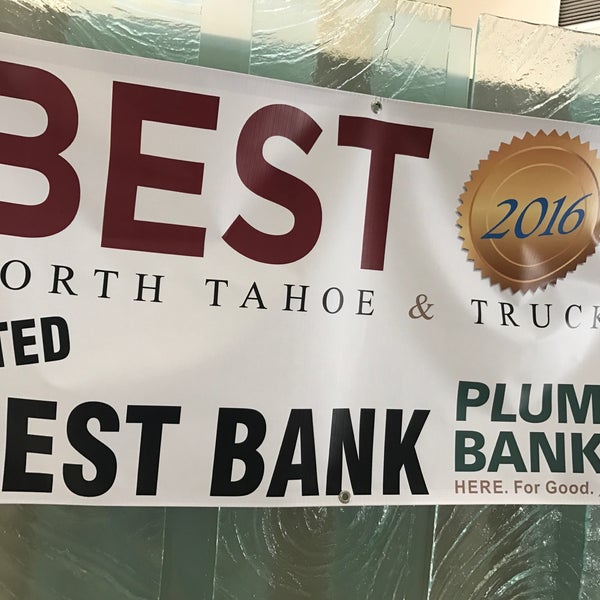 BEST
2016
ORTH TAHOE & TRUCK
TED
EST BANK
PLUM
BANK
HERE. For Good.